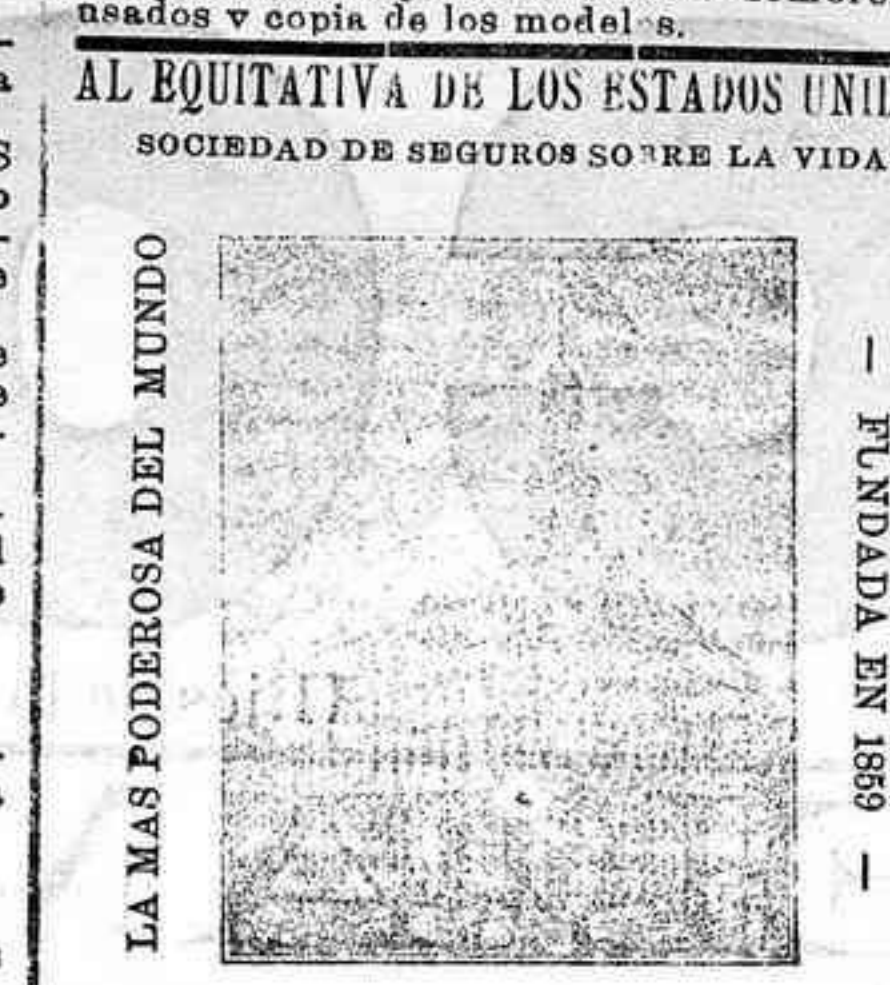 usados v copia de los modelos.
AL EQUITATIVA DE LOS ESTADOS UNI
SOCIEDAD DE SEGUROS SOBRE LA VIDA
LA MAS PODEROSA DEL MUNDO
— FUNDADA EN 1859 —